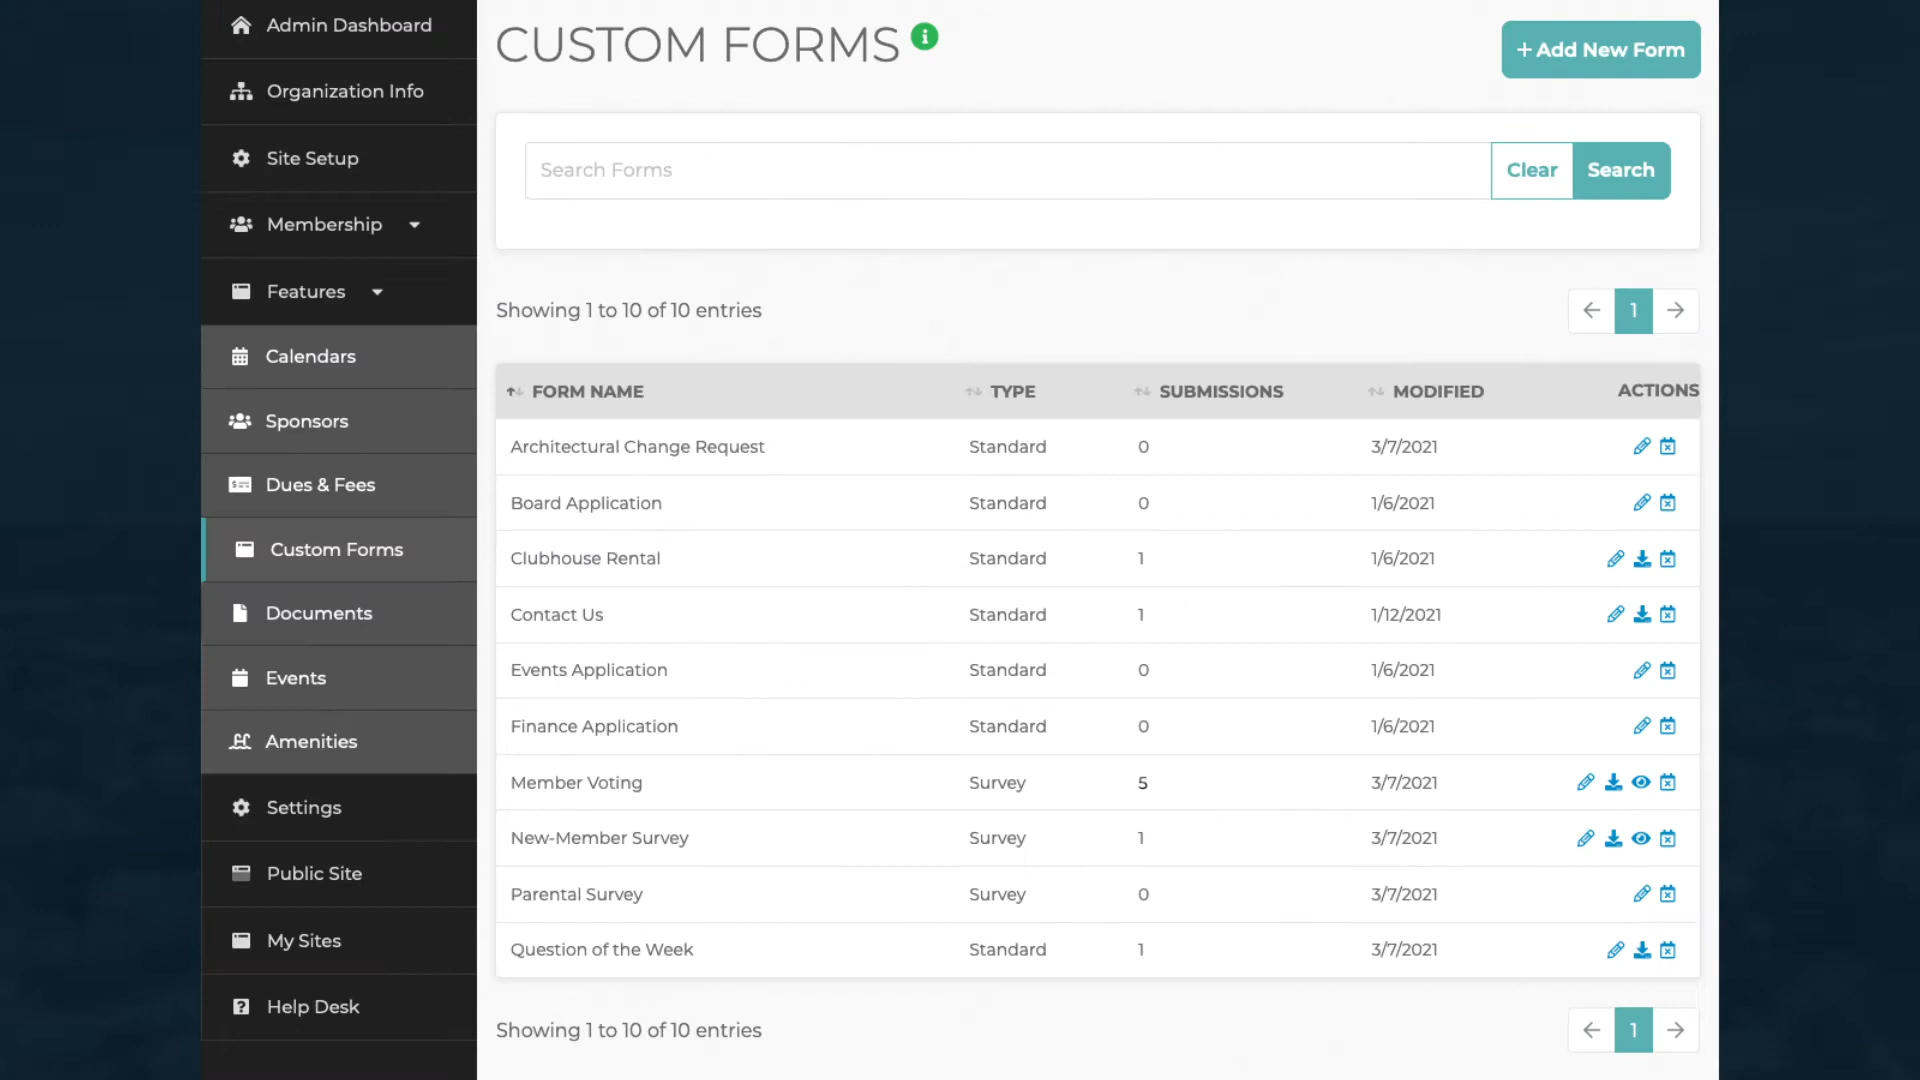 Admin Dashboard
Organization Info
Site Setup
Membership
Features
Calendars
Sponsors
Dues & Fees
Custom Forms
Documents
Events
Amenities
Settings
Public Site
My Sites
Help Desk
CUSTOM FORMS
+ Add New Form
Search Forms
Clear
Search
Showing 1 to 10 of 10 entries
← 1 →
FORM NAME TYPE SUBMISSIONS MODIFIED ACTIONS
Architectural Change Request Standard 0 3/7/2021
Board Application Standard 0 1/6/2021
Clubhouse Rental Standard 1 1/6/2021
Contact Us Standard 1 1/12/2021
Events Application Standard 0 1/6/2021
Finance Application Standard 0 1/6/2021
Member Voting Survey 5 3/7/2021
New-Member Survey Survey 1 3/7/2021
Parental Survey Survey 0 3/7/2021
Question of the Week Standard 1 3/7/2021
Showing 1 to 10 of 10 entries
← 1 →